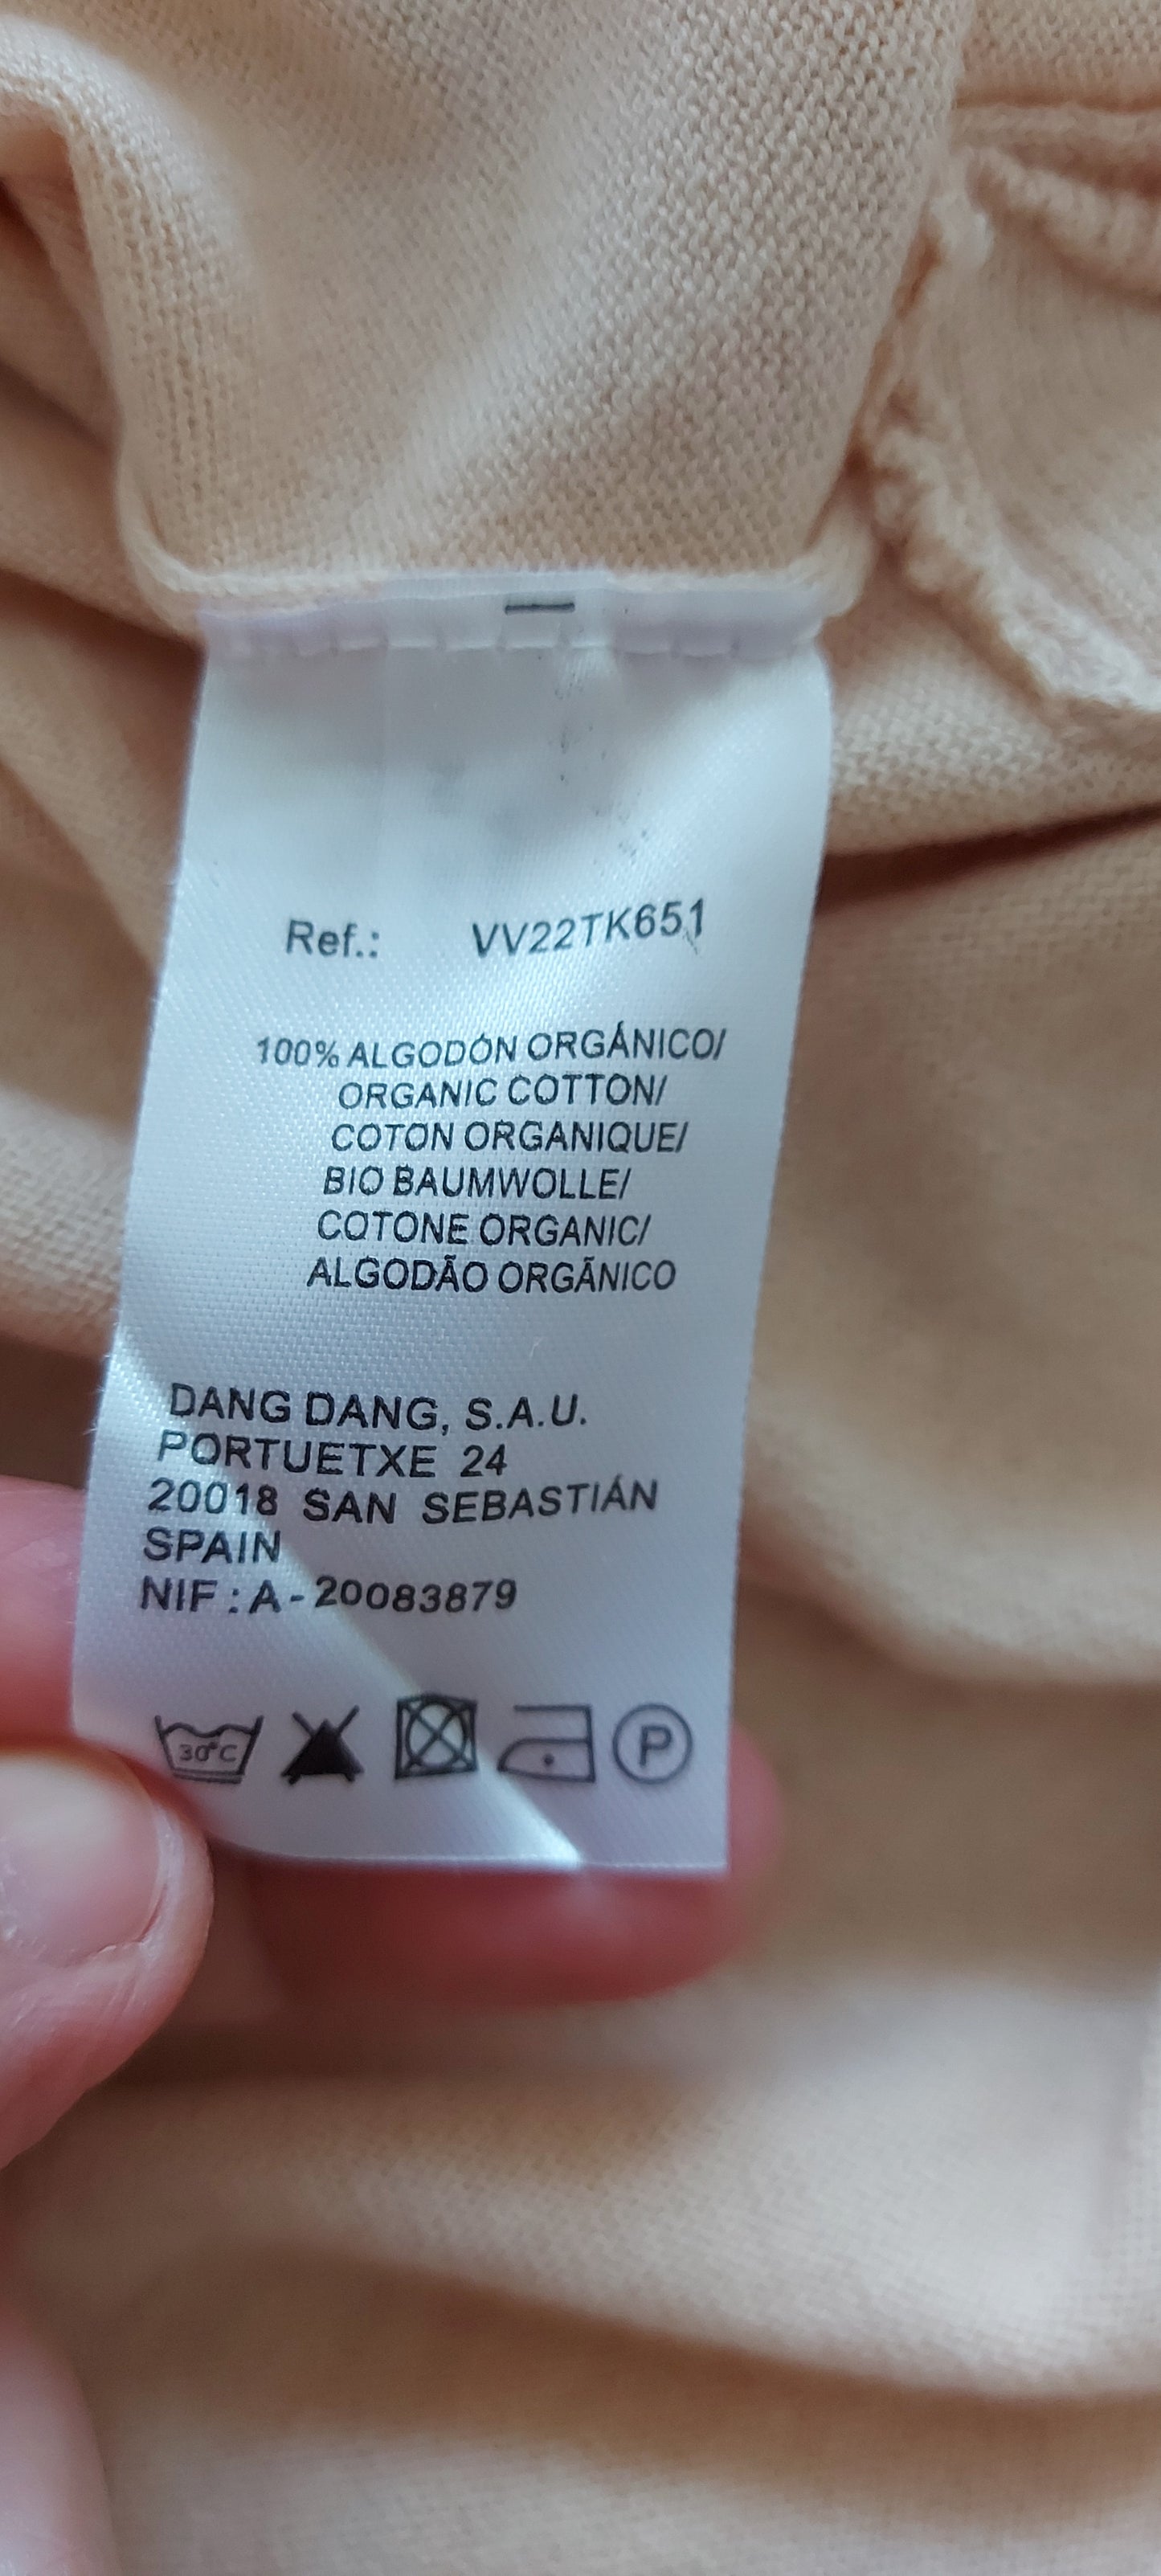 Ref.: VV22TK651
100% ALGODÓN ORGÁNICO/
ORGANIC COTTON/
COTON ORGANIQUE/
BIO BAUMWOLLE/
COTONE ORGANIC/
ALGODÃO ORGÃNICO
DANG DANG, S.A.U.
PORTUETXE 24
20018 SAN SEBASTIÁN
SPAIN
NIF : A - 20083879
30°C P